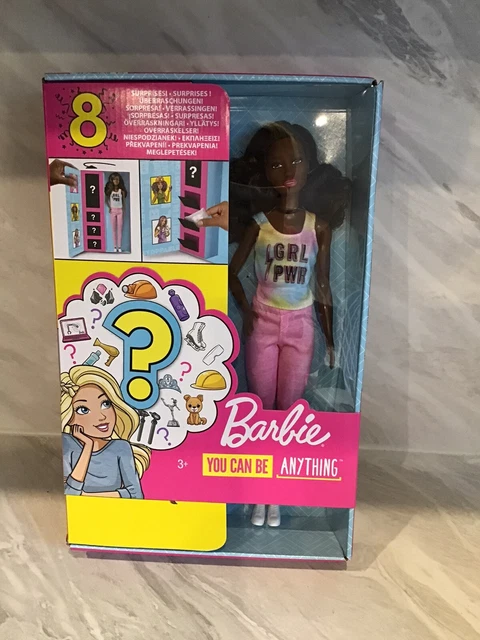 8
SURPRISES! • SURPRISES !
ÜBERRASCHUNGEN!
SORPRESA! • VERRASSINGEN!
¡SORPRESAS! • SURPRESAS!
ÖVERRASKNINGAR! • YLLÄTYS!
OVERRASKELSER!
NIESPODZIANEK! • ΕΚΠΛΗΞΕΙΣ!
PŘEKVAPENÍ! • PREKVAPENIA!
MEGLEPETÉSEK!
?
?
?
?
?
?
?
?
?
?
GRL
PWR
Barbie
3+
YOU CAN BE ANYTHING™